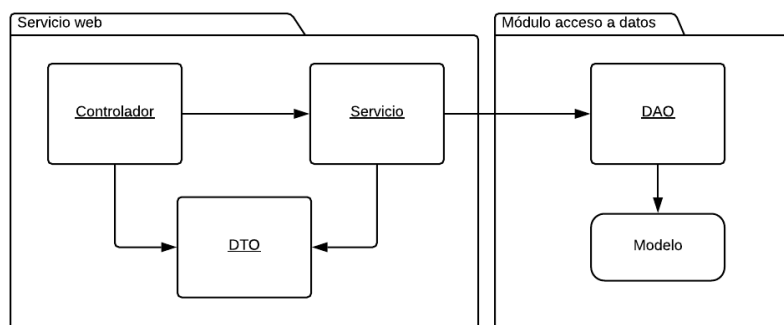 Servicio web
Módulo acceso a datos
Controlador
Servicio
DAO
DTO
Modelo